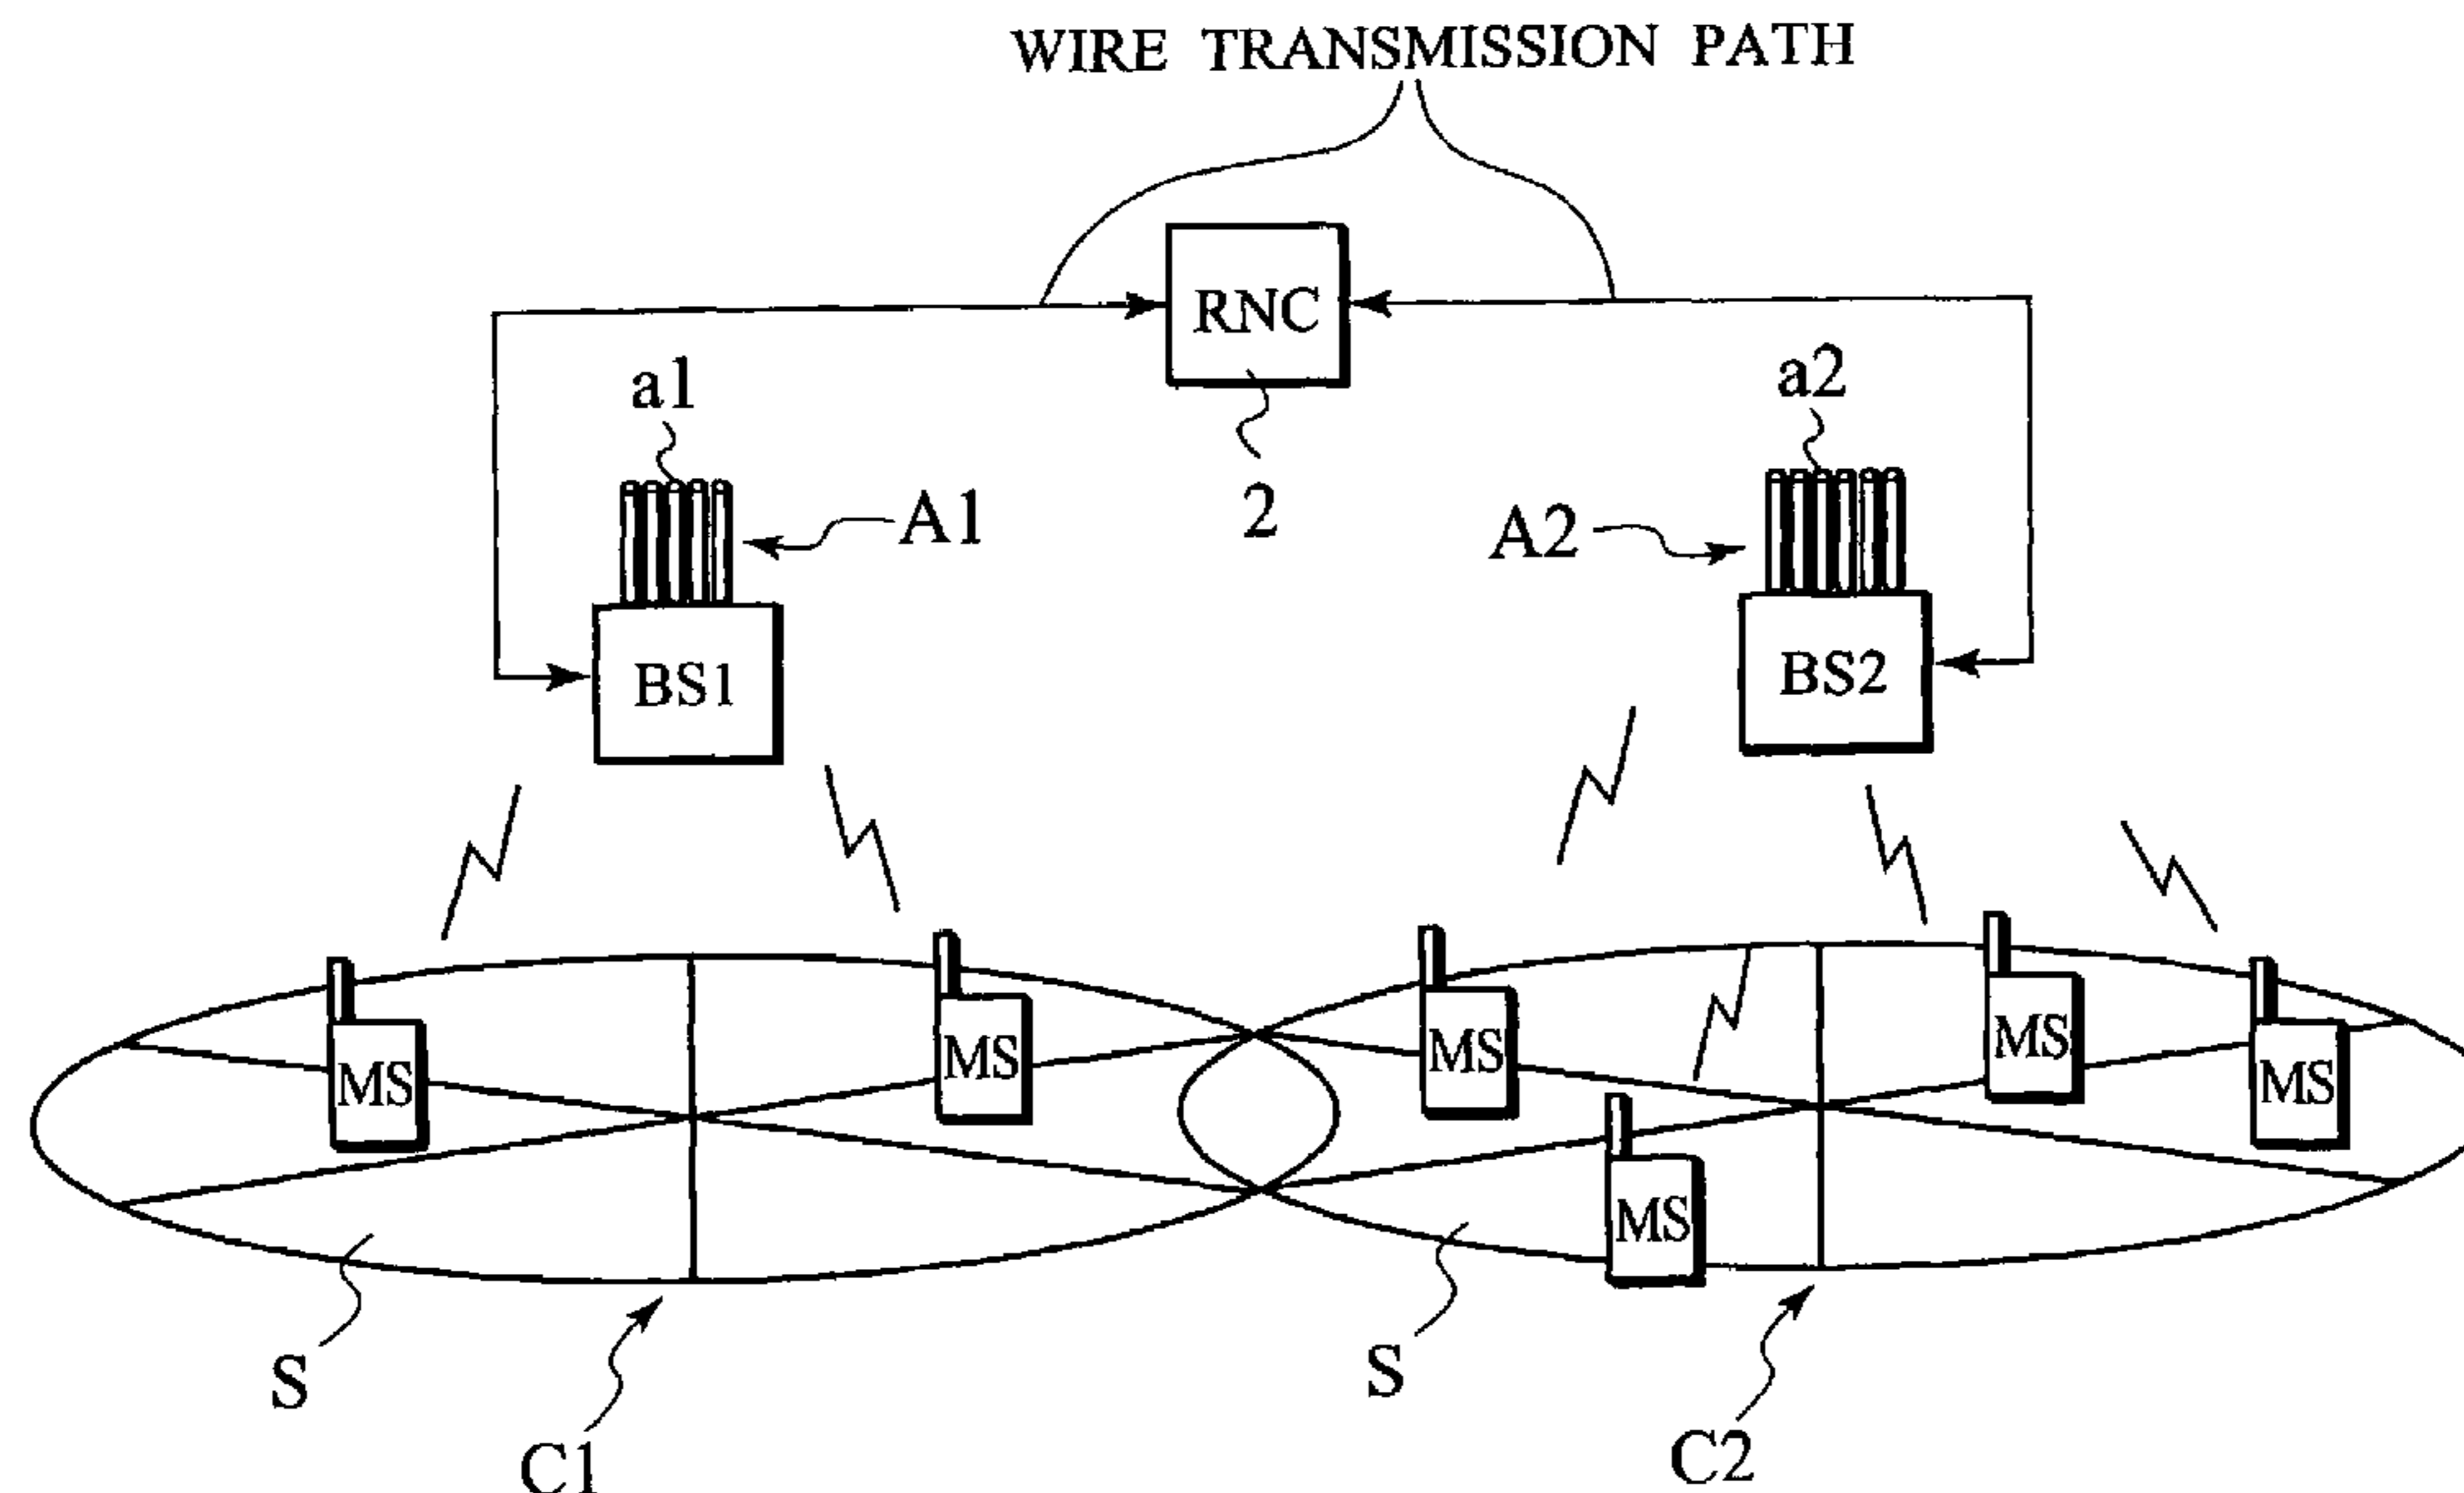 WIRE TRANSMISSION PATH
RNC
2
a1
A1
BS1
a2
A2
BS2
MS
MS
MS
MS
MS
MS
S
C1
S
C2